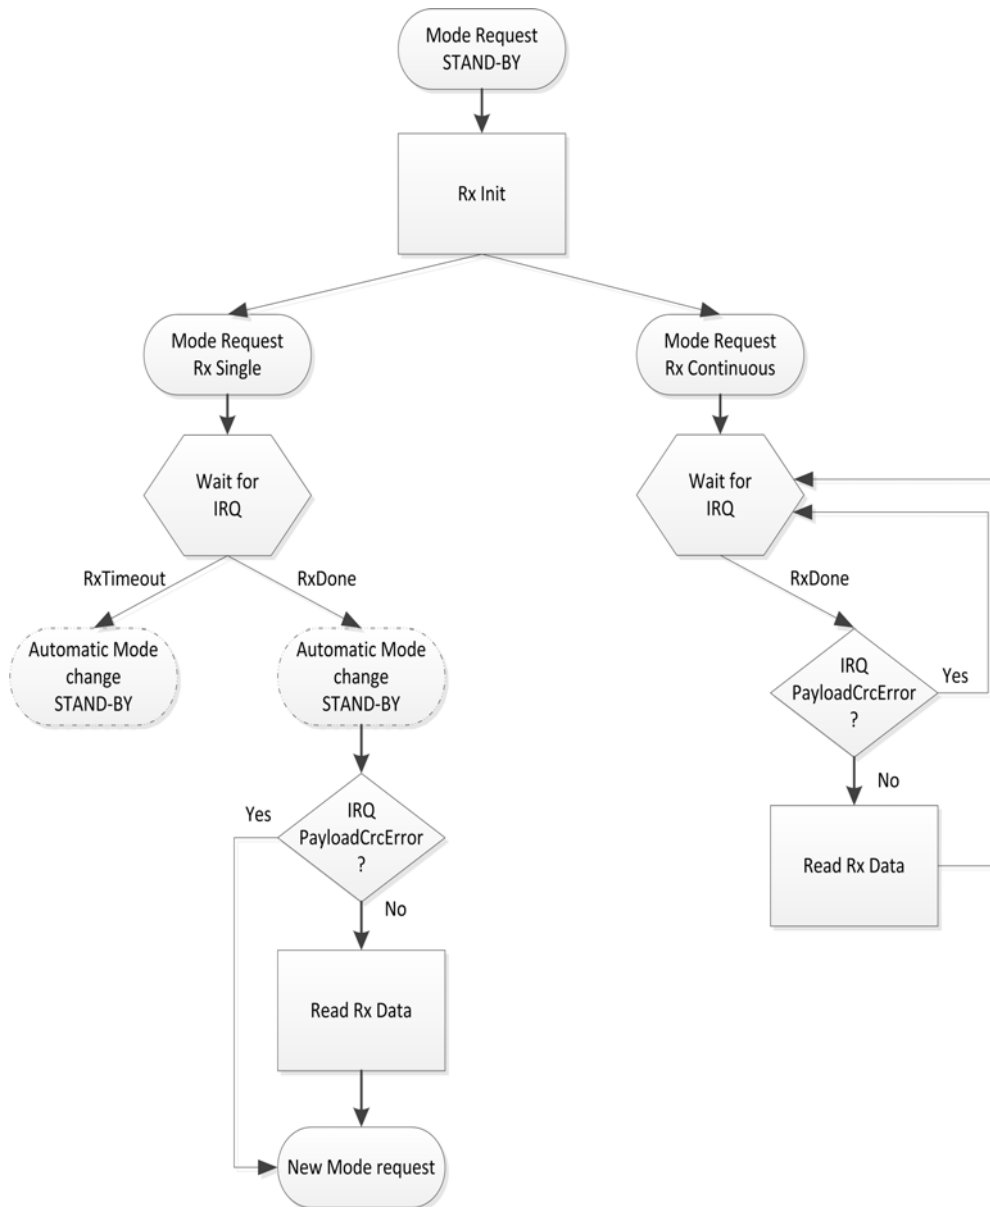 Mode Request
STAND-BY
Rx Init
Mode Request
Rx Single
Mode Request
Rx Continuous
Wait for
IRQ
Wait for
IRQ
RxTimeout
RxDone
RxDone
Automatic Mode
change
STAND-BY
Automatic Mode
change
STAND-BY
IRQ
PayloadCrcError
?
Yes
No
Read Rx Data
Yes
IRQ
PayloadCrcError
?
No
Read Rx Data
New Mode request